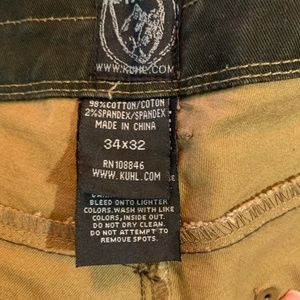 WWW.KUHL.COM
98%COTTON/COTON
2%SPANDEX/SPANDEX
MADE IN CHINA
34X32
RN108846
WWW.KUHL.COM
BLEED ONTO LIGHTER
COLORS. WASH WITH LIKE
COLORS, INSIDE OUT.
DO NOT DRY CLEAN.
DO NOT ATTEMPT TO
REMOVE SPOTS.